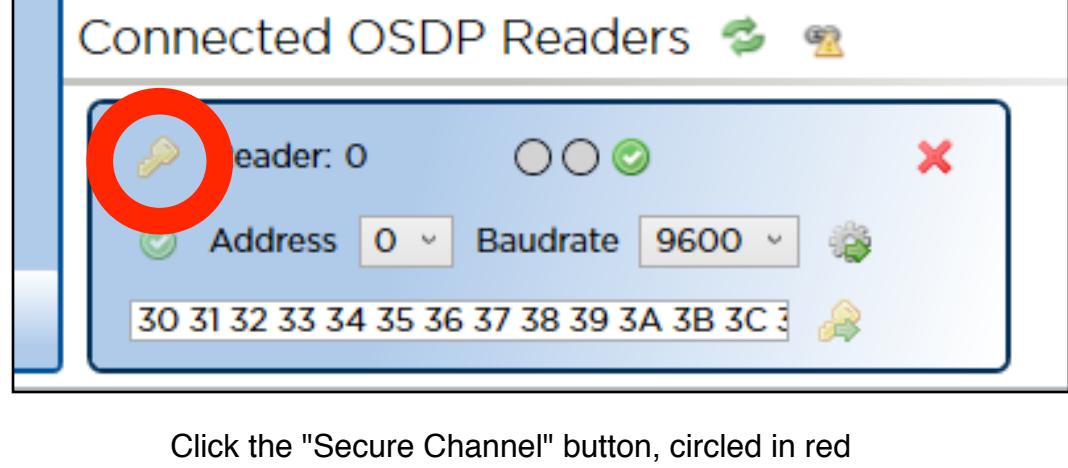 Connected OSDP Readers
eader: 0
Address 0 Baudrate 9600
30 31 32 33 34 35 36 37 38 39 3A 3B 3C
Click the "Secure Channel" button, circled in red